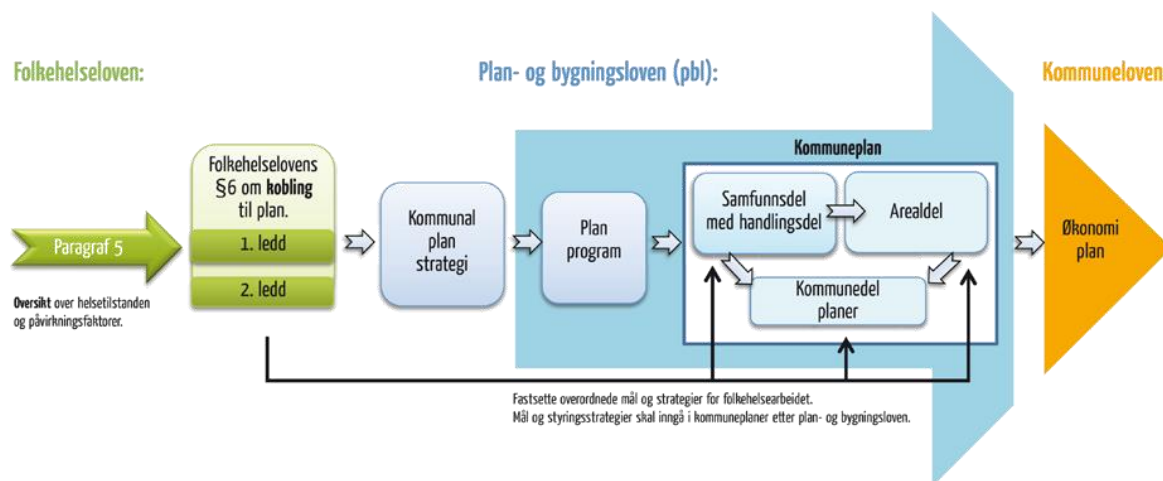 Folkehelseloven:
Plan- og bygningsloven (pbl):
Kommuneloven
Paragraf 5
Oversikt over helsetilstanden
og påvirkningsfaktorer.
Folkehelselovens
§6 om kobling
til plan.
1. ledd
2. ledd
Kommunal
plan
strategi
Plan
program
Kommuneplan
Samfunnsdel
med handlingsdel
Arealdel
Kommunedel
planer
Økonomi
plan
Fastsette overordnede mål og strategier for folkehelsearbeidet.
Mål og styringsstrategier skal inngå i kommuneplaner etter plan- og bygningsloven.